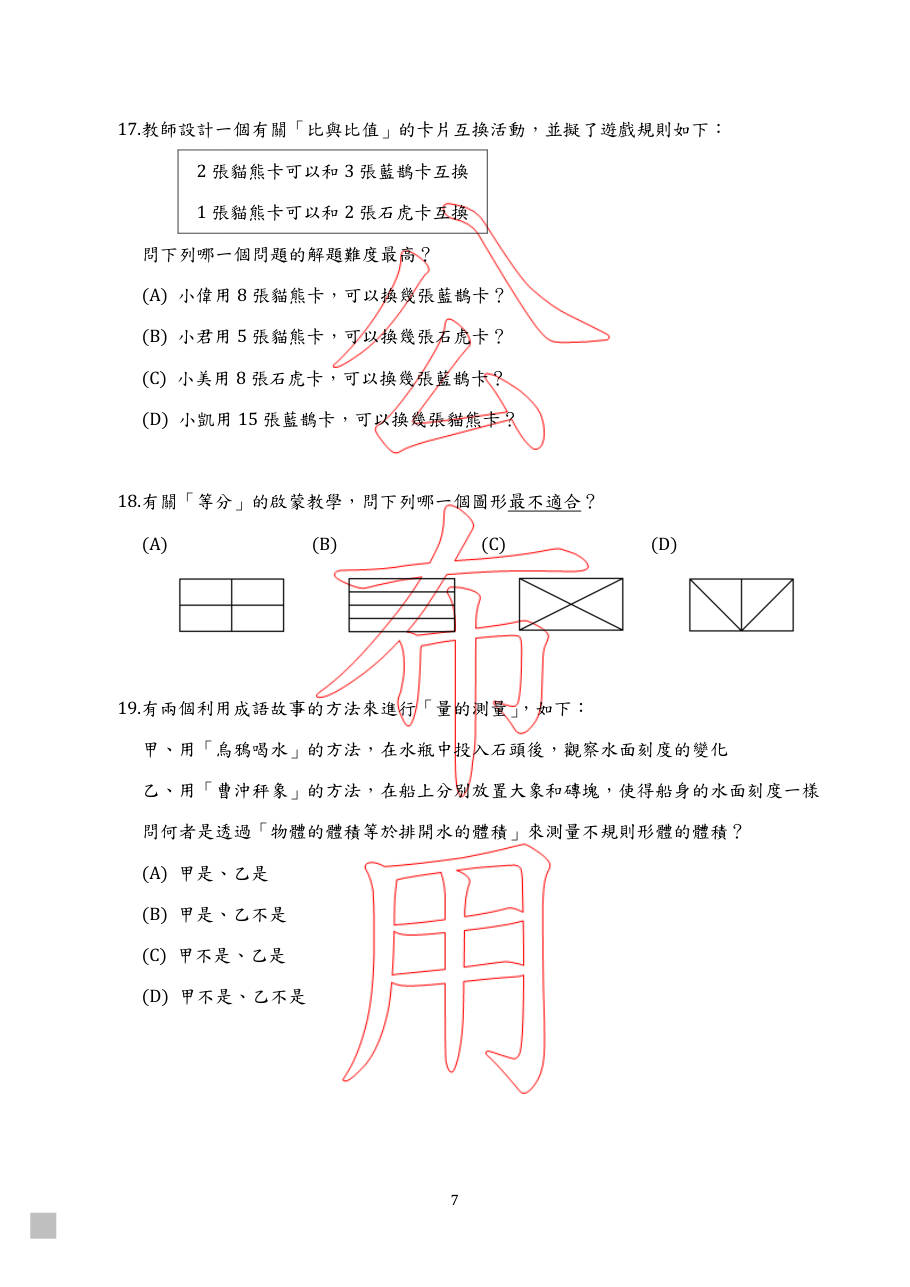 17.教師設計一個有關「比與比值」的卡片互換活動，並擬了遊戲規則如下：
2 張貓熊卡可以和 3 張藍鵲卡互換
1 張貓熊卡可以和 2 張石虎卡互換
問下列哪一個問題的解題難度最高？
(A) 小偉用 8 張貓熊卡，可以換幾張藍鵲卡？
(B) 小君用 5 張貓熊卡，可以換幾張石虎卡？
(C) 小美用 8 張石虎卡，可以換幾張藍鵲卡？
(D) 小凱用 15 張藍鵲卡，可以換幾張貓熊卡？
18.有關「等分」的啟蒙教學，問下列哪一個圖形最不適合？
(A) (B) (C) (D)
19.有兩個利用成語故事的方法來進行「量的測量」，如下：
甲、用「烏鴉喝水」的方法，在水瓶中投入石頭後，觀察水面刻度的變化
乙、用「曹沖秤象」的方法，在船上分別放置大象和磚塊，使得船身的水面刻度一樣
問何者是透過「物體的體積等於排開水的體積」來測量不規則形體的體積？
(A) 甲是、乙是
(B) 甲是、乙不是
(C) 甲不是、乙是
(D) 甲不是、乙不是
公布用
7